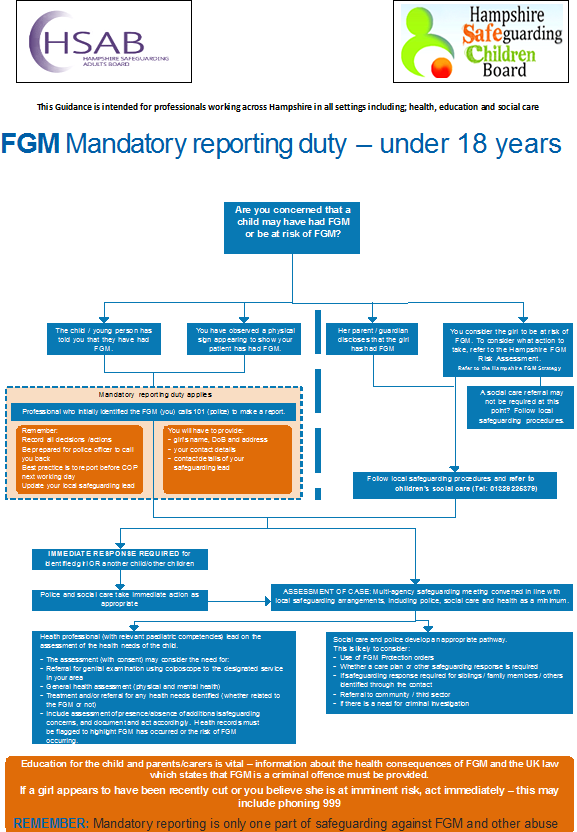 HSAB
HAMPSHIRE SAFEGUARDING
ADULTS BOARD
Hampshire
Safeguarding
Children
Board
This Guidance is intended for professionals working across Hampshire in all settings including; health, education and social care
FGM Mandatory reporting duty – under 18 years
Are you concerned that a
child may have had FGM
or be at risk of FGM?
The child / young person has
told you that they have had
FGM.
You have observed a physical
sign appearing to show your
patient has had FGM.
Her parent / guardian
discloses that the girl
has had FGM
You consider the girl to be at risk of
FGM. To consider what action to
take, refer to the Hampshire FGM
Risk Assessment.
Refer to the Hampshire FGM Strategy
A social care referral may
not be required at this
point? Follow local
safeguarding procedures.
Mandatory reporting duty applies
Professional who initially identified the FGM (you) calls 101 (police) to make a report.
Remember:
Record all decisions /actions
Be prepared for police officer to call
you back
Best practice is to report before COP
next working day
Update your local safeguarding lead
You will have to provide:
− girl's name, DoB and address
− your contact details
− contact details of your
safeguarding lead
Follow local safeguarding procedures and refer to
children's social care (Tel: 01329 225379)
IMMEDIATE RESPONSE REQUIRED for
identified girl OR another child/other children
Police and social care take immediate action as
appropriate
ASSESSMENT OF CASE: Multi-agency safeguarding meeting convened in line with
local safeguarding arrangements, including police, social care and health as a minimum.
Health professional (with relevant paediatric competencies) lead on the
assessment of the health needs of the child.
− The assessment (with consent) may consider the need for:
− Referral for genital examination using colposcope to the designated service
in your area
− General health assessment (physical and mental health)
− Treatment and/or referral for any health needs identified (whether related to
the FGM or not)
− Include assessment of presence/absence of additional safeguarding
concerns, and document and act accordingly. Health records must
be flagged to highlight FGM has occurred or the risk of FGM
occurring.
Social care and police develop an appropriate pathway.
This is likely to consider:
− Use of FGM Protection orders
− Whether a care plan or other safeguarding response is required
− If safeguarding response required for siblings / family members / others
identified through the contact
− Referral to community / third sector
− If there is a need for criminal investigation
Education for the child and parents/carers is vital – information about the health consequences of FGM and the UK law
which states that FGM is a criminal offence must be provided.
If a girl appears to have been recently cut or you believe she is at imminent risk, act immediately – this may
include phoning 999
REMEMBER: Mandatory reporting is only one part of safeguarding against FGM and other abuse